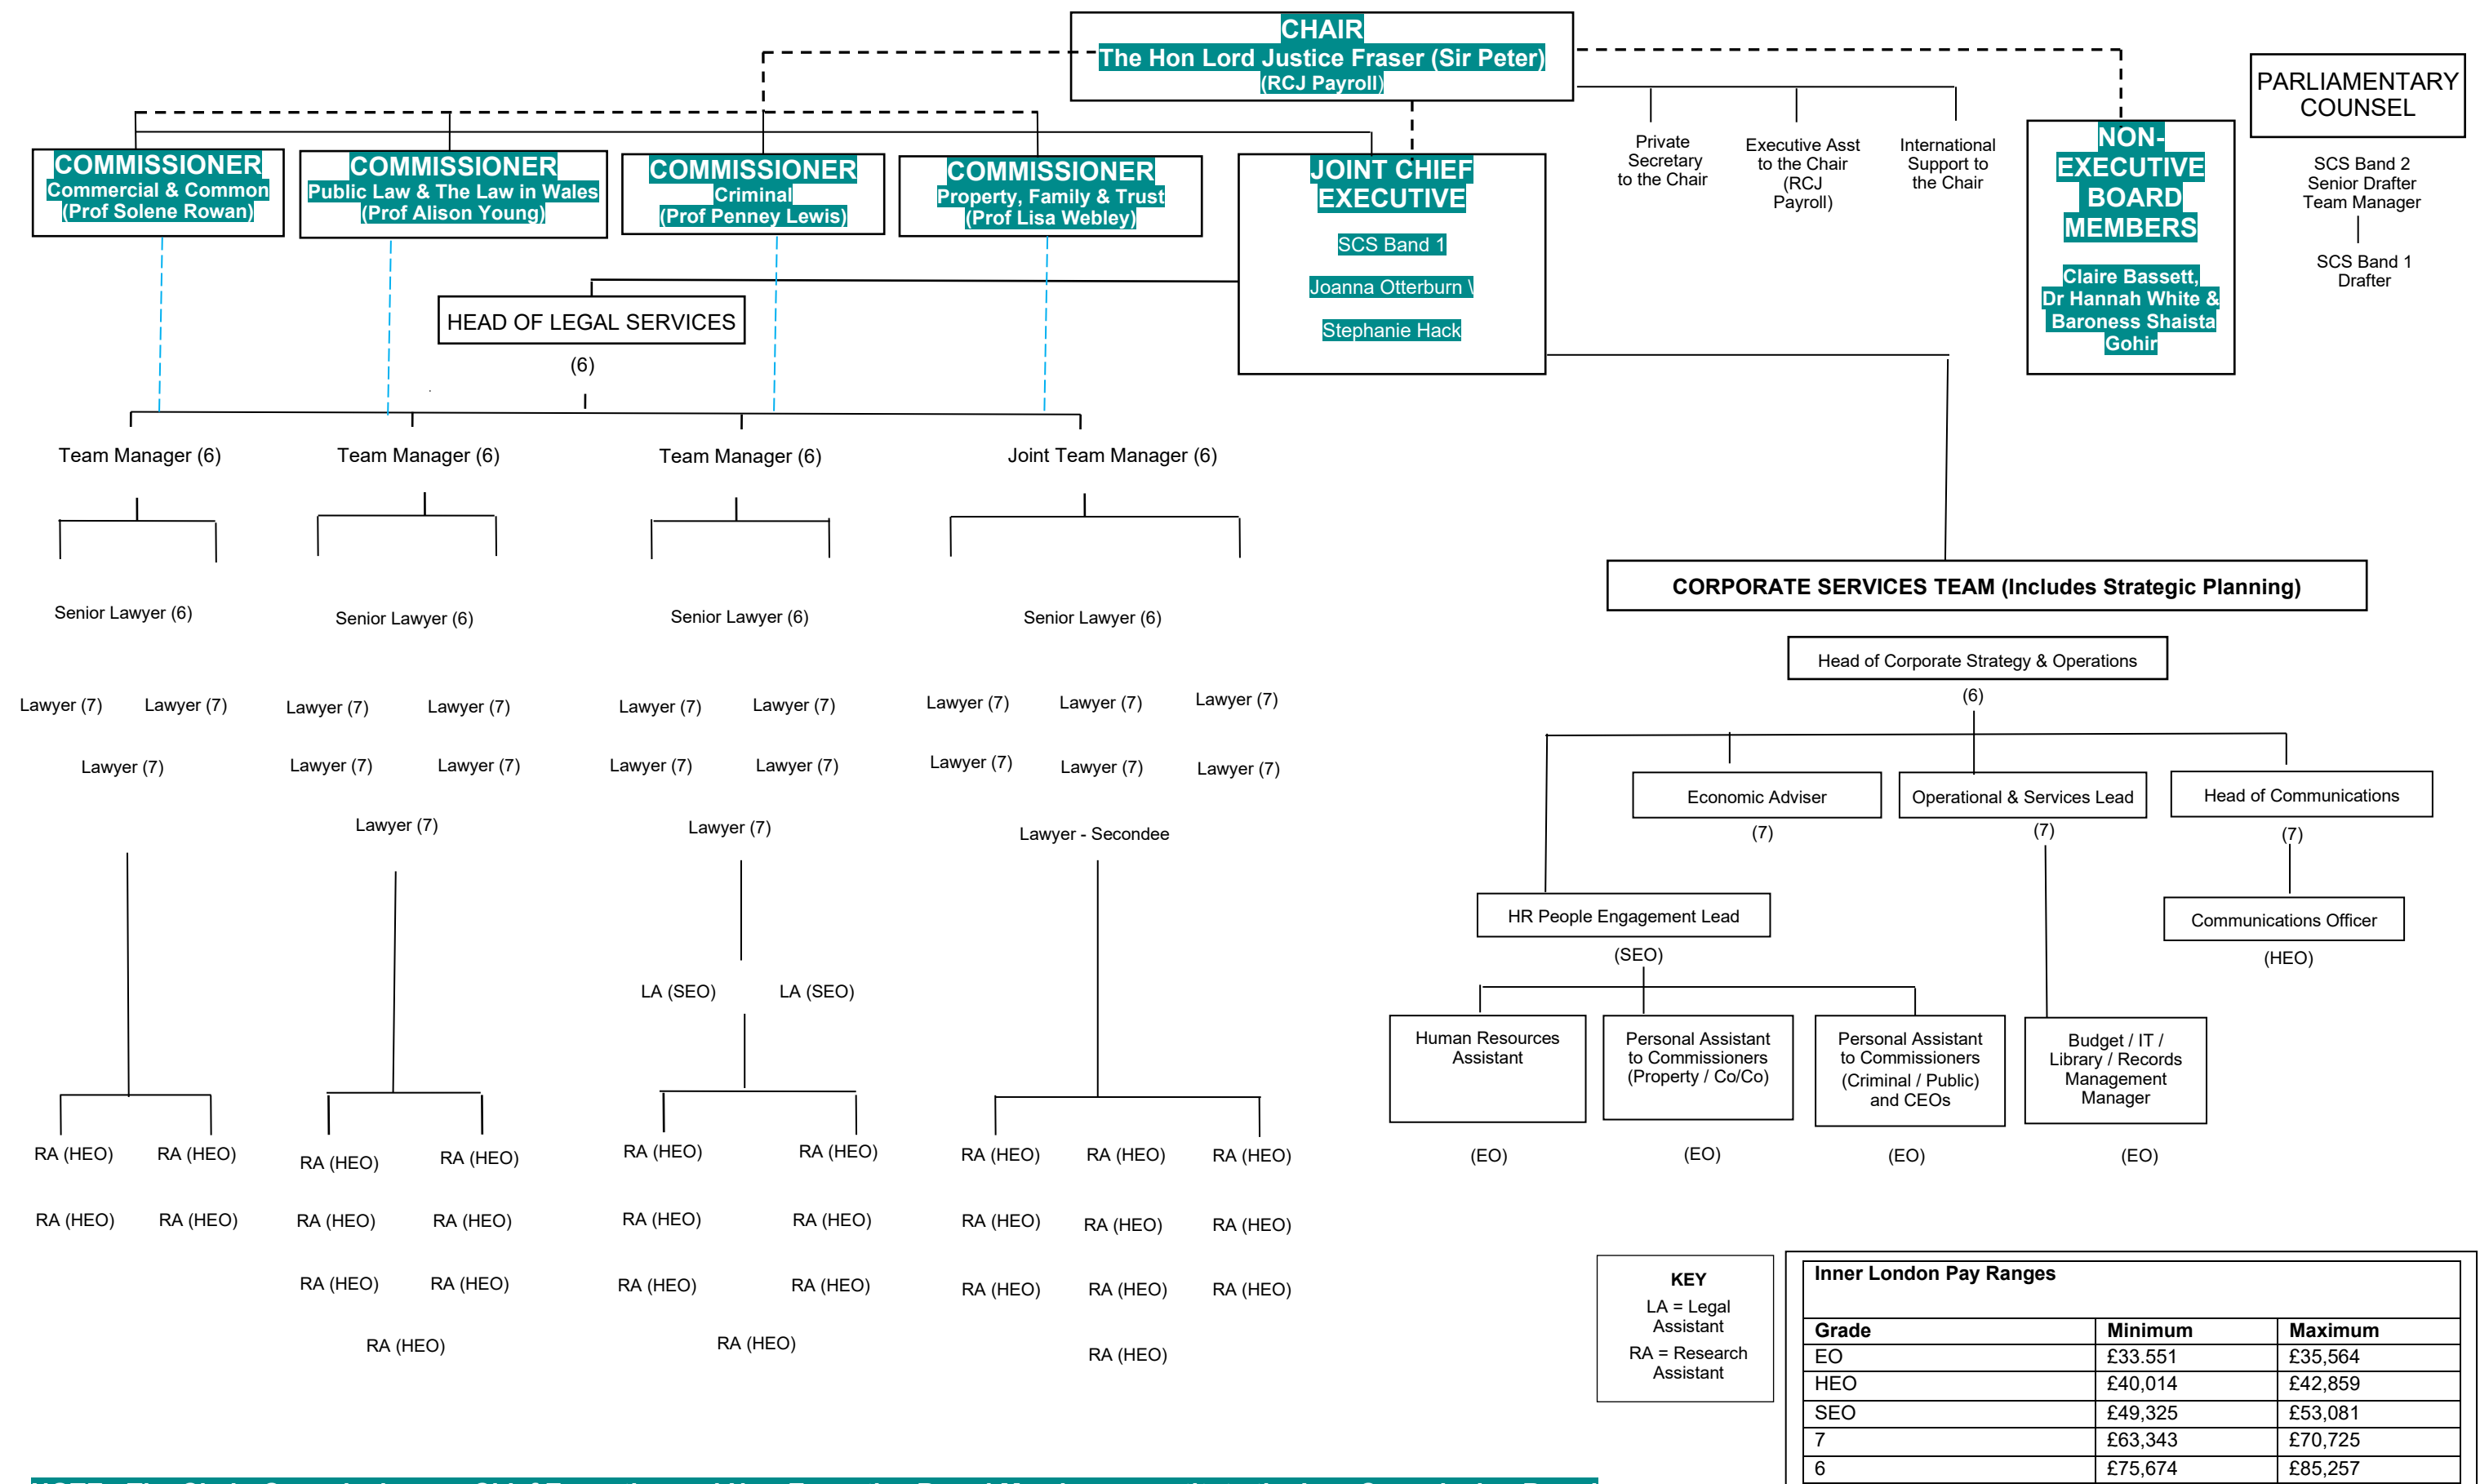 CHAIR
The Hon Lord Justice Fraser (Sir Peter)
(RCJ Payroll)
PARLIAMENTARY
COUNSEL
SCS Band 2
Senior Drafter
Team Manager
SCS Band 1
Drafter
Private
Secretary
to the Chair
Executive Asst
to the Chair
(RCJ
Payroll)
International
Support to
the Chair
NON-
EXECUTIVE
BOARD
MEMBERS
Claire Bassett,
Dr Hannah White &
Baroness Shaista
Gohir
COMMISSIONER
Commercial & Common
(Prof Solene Rowan)
COMMISSIONER
Public Law & The Law in Wales
(Prof Alison Young)
COMMISSIONER
Criminal
(Prof Penney Lewis)
COMMISSIONER
Property, Family & Trust
(Prof Lisa Webley)
JOINT CHIEF
EXECUTIVE
SCS Band 1
Joanna Otterburn \
Stephanie Hack
HEAD OF LEGAL SERVICES
(6)
Team Manager (6)
Team Manager (6)
Team Manager (6)
Joint Team Manager (6)
Senior Lawyer (6)
Senior Lawyer (6)
Senior Lawyer (6)
Senior Lawyer (6)
Lawyer (7) Lawyer (7) Lawyer (7) Lawyer (7) Lawyer (7) Lawyer (7) Lawyer (7) Lawyer (7) Lawyer (7)
Lawyer (7) Lawyer (7) Lawyer (7) Lawyer (7) Lawyer (7) Lawyer (7) Lawyer (7) Lawyer (7)
Lawyer (7) Lawyer (7) Lawyer - Secondee
LA (SEO) LA (SEO)
RA (HEO) RA (HEO) RA (HEO) RA (HEO) RA (HEO) RA (HEO) RA (HEO) RA (HEO) RA (HEO)
RA (HEO) RA (HEO) RA (HEO) RA (HEO) RA (HEO) RA (HEO) RA (HEO) RA (HEO) RA (HEO)
RA (HEO) RA (HEO) RA (HEO) RA (HEO) RA (HEO) RA (HEO) RA (HEO)
RA (HEO) RA (HEO) RA (HEO)
CORPORATE SERVICES TEAM (Includes Strategic Planning)
Head of Corporate Strategy & Operations
(6)
Economic Adviser
(7)
Operational & Services Lead
(7)
Head of Communications
(7)
HR People Engagement Lead
(SEO)
Communications Officer
(HEO)
Human Resources
Assistant
(EO)
Personal Assistant
to Commissioners
(Property / Co/Co)
(EO)
Personal Assistant
to Commissioners
(Criminal / Public)
and CEOs
(EO)
Budget / IT /
Library / Records
Management
Manager
(EO)
KEY
LA = Legal
Assistant
RA = Research
Assistant
Inner London Pay Ranges
Grade Minimum Maximum
EO £33.551 £35,564
HEO £40,014 £42,859
SEO £49,325 £53,081
7 £63,343 £70,725
6 £75,674 £85,257